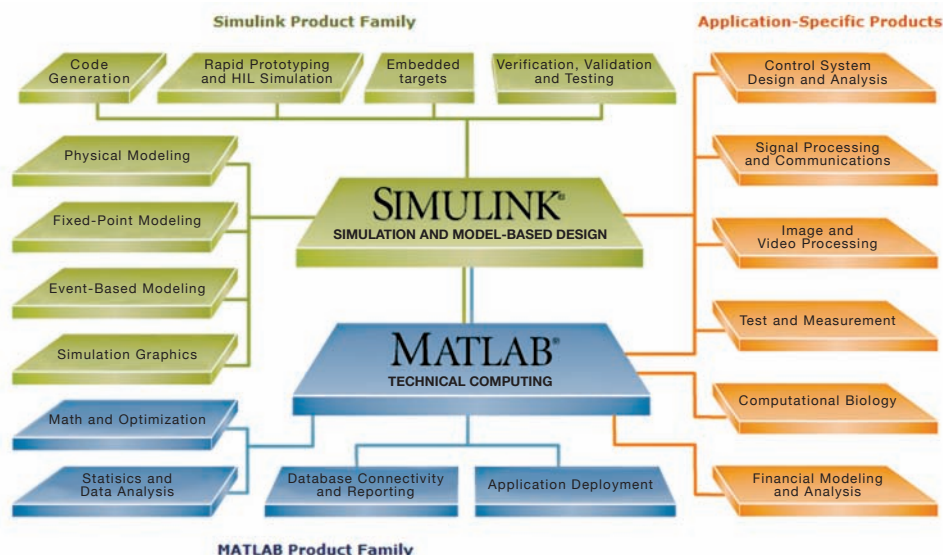 Simulink Product Family
Application-Specific Products
Code
Generation
Rapid Prototyping
and HIL Simulation
Embedded
targets
Verification, Validation
and Testing
Control System
Design and Analysis
Physical Modeling
Signal Processing
and Communications
SIMULINK®
SIMULATION AND MODEL-BASED DESIGN
Fixed-Point Modeling
Image and
Video Processing
Event-Based Modeling
Test and Measurement
Simulation Graphics
MATLAB®
TECHNICAL COMPUTING
Math and Optimization
Computational Biology
Statisics and
Data Analysis
Database Connectivity
and Reporting
Application Deployment
Financial Modeling
and Analysis
MATLAB Product Family